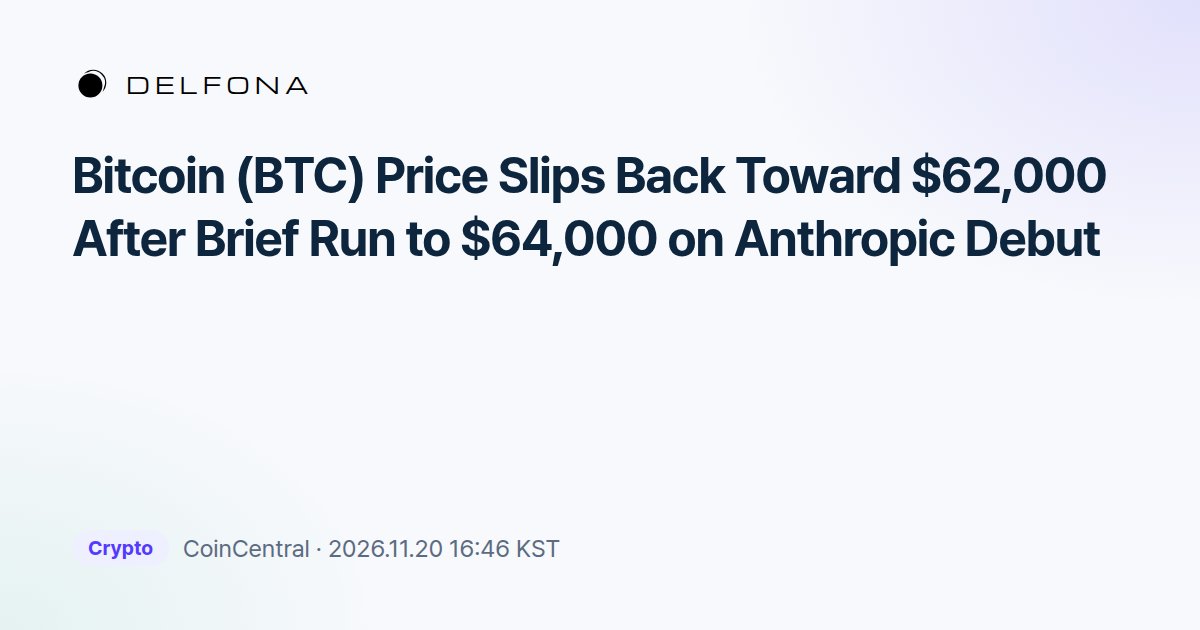 DELFONA
Bitcoin (BTC) Price Slips Back Toward $62,000
After Brief Run to $64,000 on Anthropic Debut
Crypto CoinCentral · 2026.11.20 16:46 KST